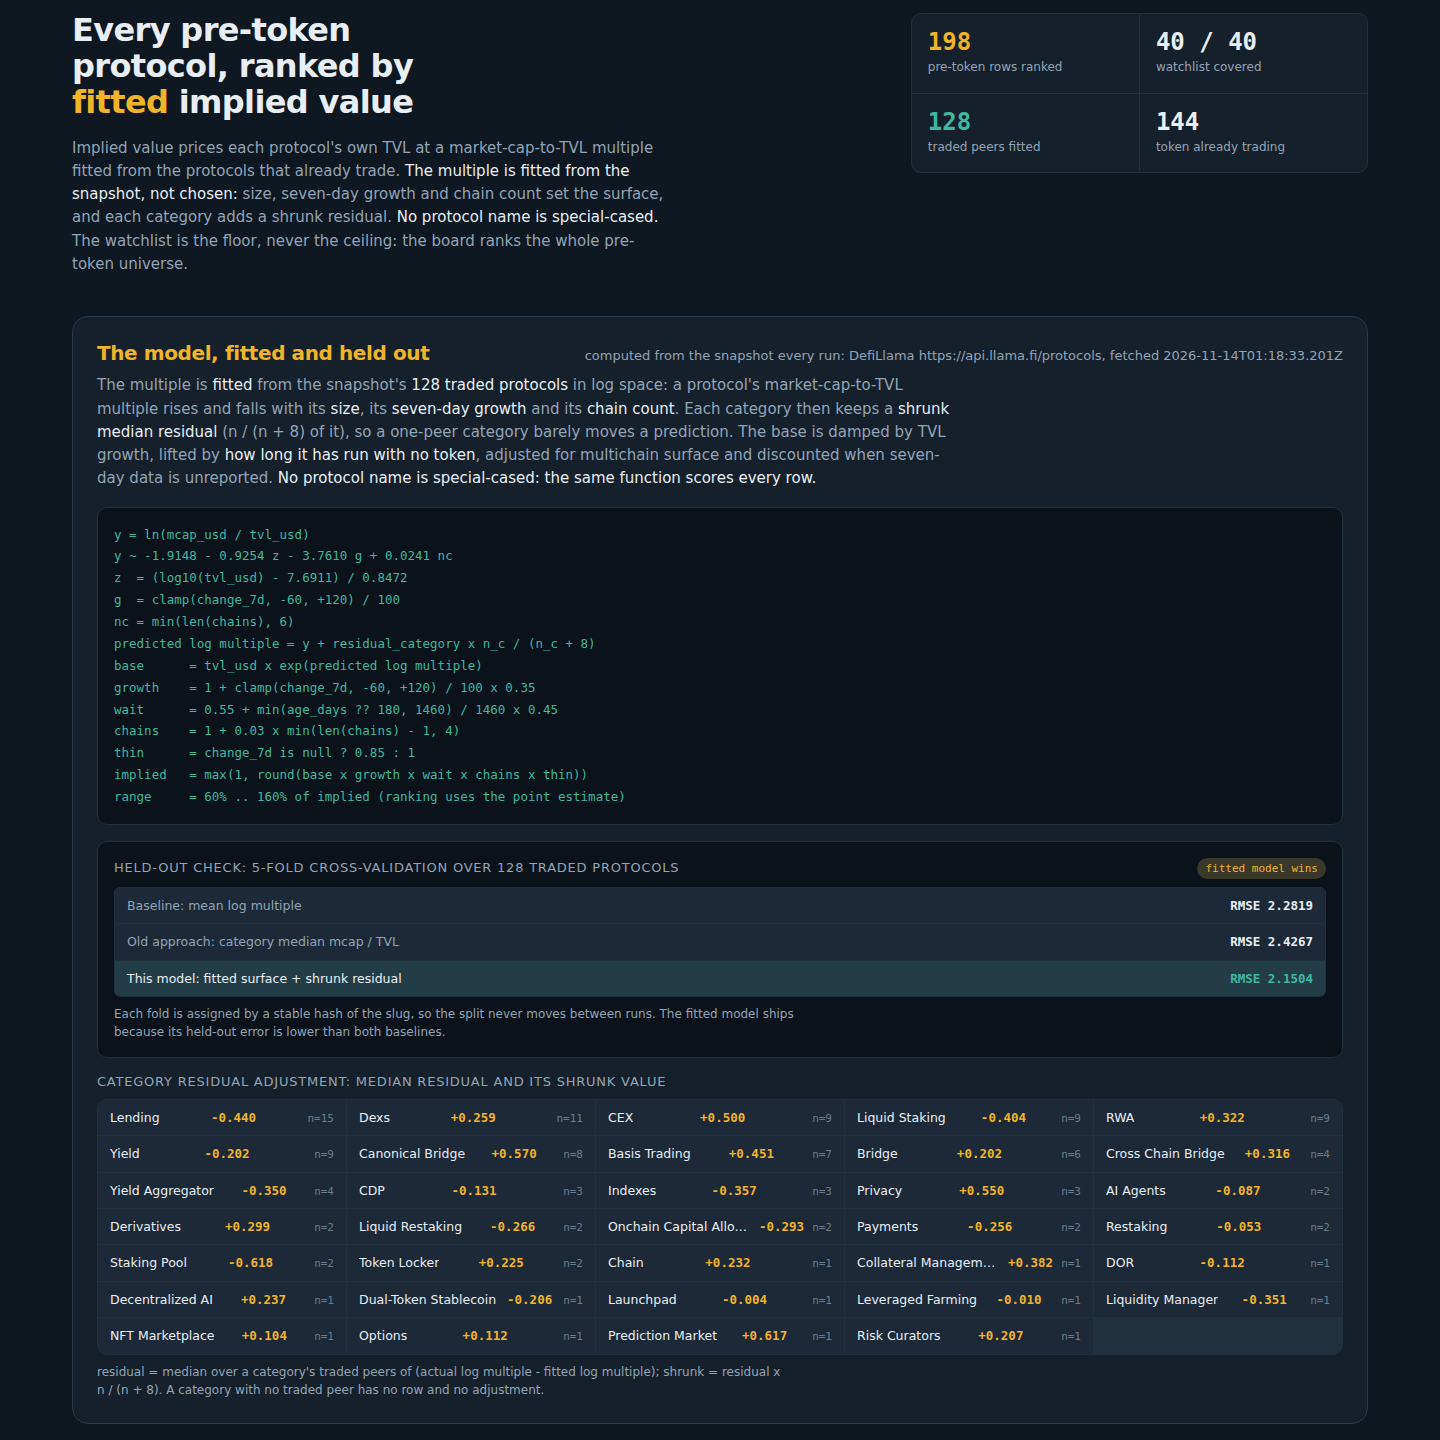 Every pre-token
protocol, ranked by
fitted implied value
Implied value prices each protocol's own TVL at a market-cap-to-TVL multiple
fitted from the protocols that already trade. The multiple is fitted from the
snapshot, not chosen: size, seven-day growth and chain count set the surface,
and each category adds a shrunk residual. No protocol name is special-cased.
The watchlist is the floor, never the ceiling: the board ranks the whole pre-
token universe.
198
pre-token rows ranked
40 / 40
watchlist covered
128
traded peers fitted
144
token already trading
The model, fitted and held out
computed from the snapshot every run: DefiLlama https://api.llama.fi/protocols, fetched 2026-11-14T01:18:33.201Z
The multiple is fitted from the snapshot's 128 traded protocols in log space: a protocol's market-cap-to-TVL
multiple rises and falls with its size, its seven-day growth and its chain count. Each category then keeps a shrunk
median residual (n / (n + 8) of it), so a one-peer category barely moves a prediction. The base is damped by TVL
growth, lifted by how long it has run with no token, adjusted for multichain surface and discounted when seven-
day data is unreported. No protocol name is special-cased: the same function scores every row.
y = ln(mcap_usd / tvl_usd)
y ~ -1.9148 - 0.9254 z - 3.7610 g + 0.0241 nc
z  = (log10(tvl_usd) - 7.6911) / 0.8472
g  = clamp(change_7d, -60, +120) / 100
nc = min(len(chains), 6)
predicted log multiple = y + residual_category x n_c / (n_c + 8)
base      = tvl_usd x exp(predicted log multiple)
growth    = 1 + clamp(change_7d, -60, +120) / 100 x 0.35
wait      = 0.55 + min(age_days ?? 180, 1460) / 1460 x 0.45
chains    = 1 + 0.03 x min(len(chains) - 1, 4)
thin      = change_7d is null ? 0.85 : 1
implied   = max(1, round(base x growth x wait x chains x thin))
range     = 60% .. 160% of implied (ranking uses the point estimate)
HELD-OUT CHECK: 5-FOLD CROSS-VALIDATION OVER 128 TRADED PROTOCOLS
fitted model wins
Baseline: mean log multiple RMSE 2.2819
Old approach: category median mcap / TVL RMSE 2.4267
This model: fitted surface + shrunk residual RMSE 2.1504
Each fold is assigned by a stable hash of the slug, so the split never moves between runs. The fitted model ships
because its held-out error is lower than both baselines.
CATEGORY RESIDUAL ADJUSTMENT: MEDIAN RESIDUAL AND ITS SHRUNK VALUE
Lending -0.440 n=15 Dexs +0.259 n=11 CEX +0.500 n=9 Liquid Staking -0.404 n=9 RWA +0.322 n=9
Yield -0.202 n=9 Canonical Bridge +0.570 n=8 Basis Trading +0.451 n=7 Bridge +0.202 n=6 Cross Chain Bridge +0.316 n=4
Yield Aggregator -0.350 n=4 CDP -0.131 n=3 Indexes -0.357 n=3 Privacy +0.550 n=3 AI Agents -0.087 n=2
Derivatives +0.299 n=2 Liquid Restaking -0.266 n=2 Onchain Capital Allo... -0.293 n=2 Payments -0.256 n=2 Restaking -0.053 n=2
Staking Pool -0.618 n=2 Token Locker +0.225 n=2 Chain +0.232 n=1 Collateral Managem... +0.382 n=1 DOR -0.112 n=1
Decentralized AI +0.237 n=1 Dual-Token Stablecoin -0.206 n=1 Launchpad -0.004 n=1 Leveraged Farming -0.010 n=1 Liquidity Manager -0.351 n=1
NFT Marketplace +0.104 n=1 Options +0.112 n=1 Prediction Market +0.617 n=1 Risk Curators +0.207 n=1
residual = median over a category's traded peers of (actual log multiple - fitted log multiple); shrunk = residual x
n / (n + 8). A category with no traded peer has no row and no adjustment.